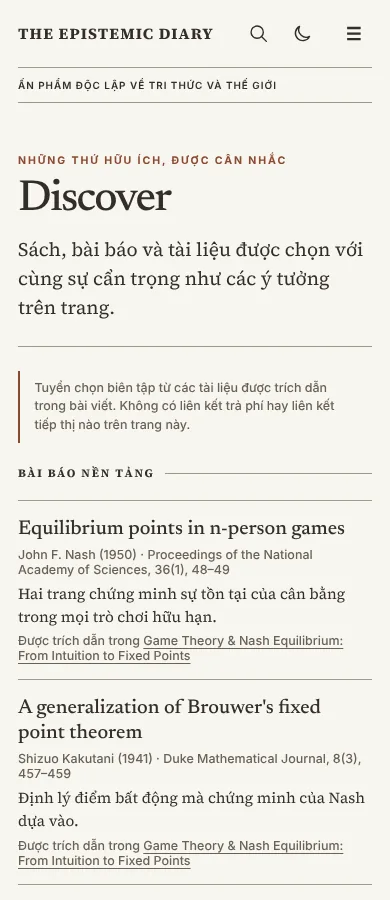 THE EPISTEMIC DIARY
ẤN PHẨM ĐỘC LẬP VỀ TRI THỨC VÀ THẾ GIỚI
NHỮNG THỨ HỮU ÍCH, ĐƯỢC CÂN NHẮC
Discover
Sách, bài báo và tài liệu được chọn với
cùng sự cẩn trọng như các ý tưởng
trên trang.
Tuyển chọn biên tập từ các tài liệu được trích dẫn
trong bài viết. Không có liên kết trả phí hay liên kết
tiếp thị nào trên trang này.
BÀI BÁO NỀN TẢNG
Equilibrium points in n-person games
John F. Nash (1950) · Proceedings of the National
Academy of Sciences, 36(1), 48–49
Hai trang chứng minh sự tồn tại của cân bằng
trong mọi trò chơi hữu hạn.
Được trích dẫn trong Game Theory & Nash Equilibrium:
From Intuition to Fixed Points
A generalization of Brouwer's fixed
point theorem
Shizuo Kakutani (1941) · Duke Mathematical Journal, 8(3),
457–459
Định lý điểm bất động mà chứng minh của Nash
dựa vào.
Được trích dẫn trong Game Theory & Nash Equilibrium:
From Intuition to Fixed Points